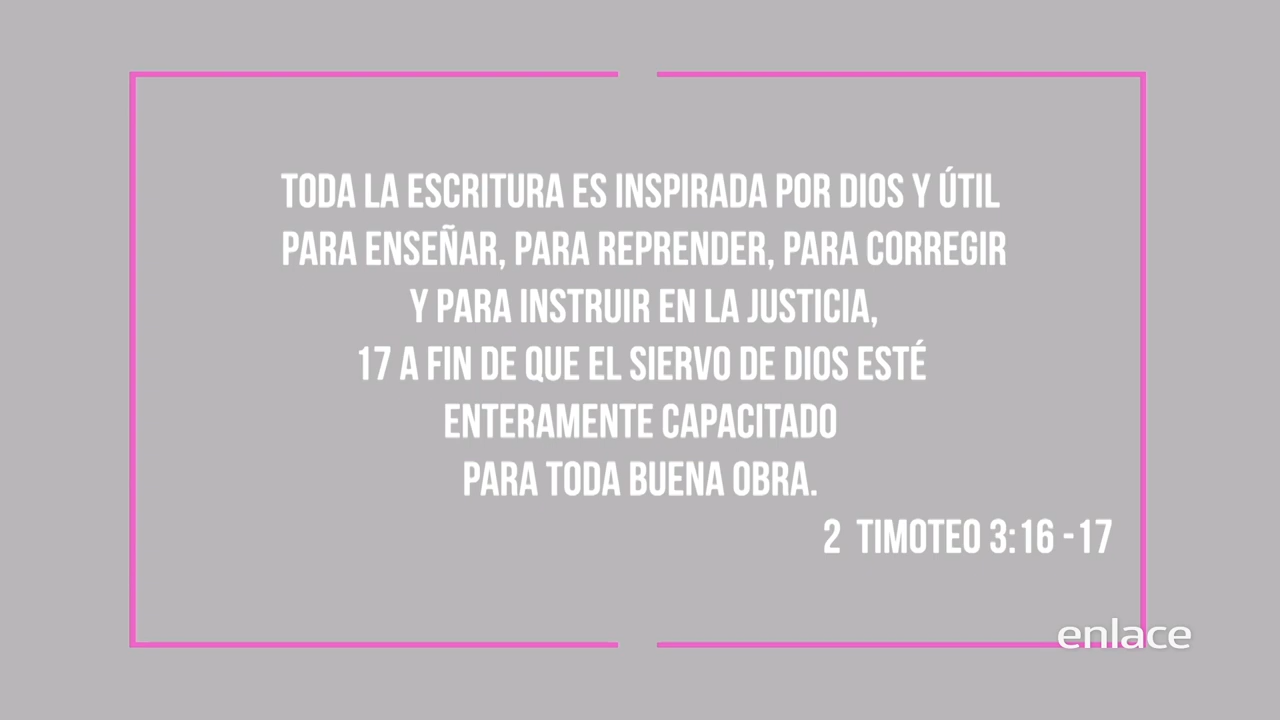 TODA LA ESCRITURA ES INSPIRADA POR DIOS Y ÚTIL
PARA ENSEÑAR, PARA REPRENDER, PARA CORREGIR
Y PARA INSTRUIR EN LA JUSTICIA,
17 A FIN DE QUE EL SIERVO DE DIOS ESTÉ
ENTERAMENTE CAPACITADO
PARA TODA BUENA OBRA.
2 TIMOTEO 3:16 -17
enlace